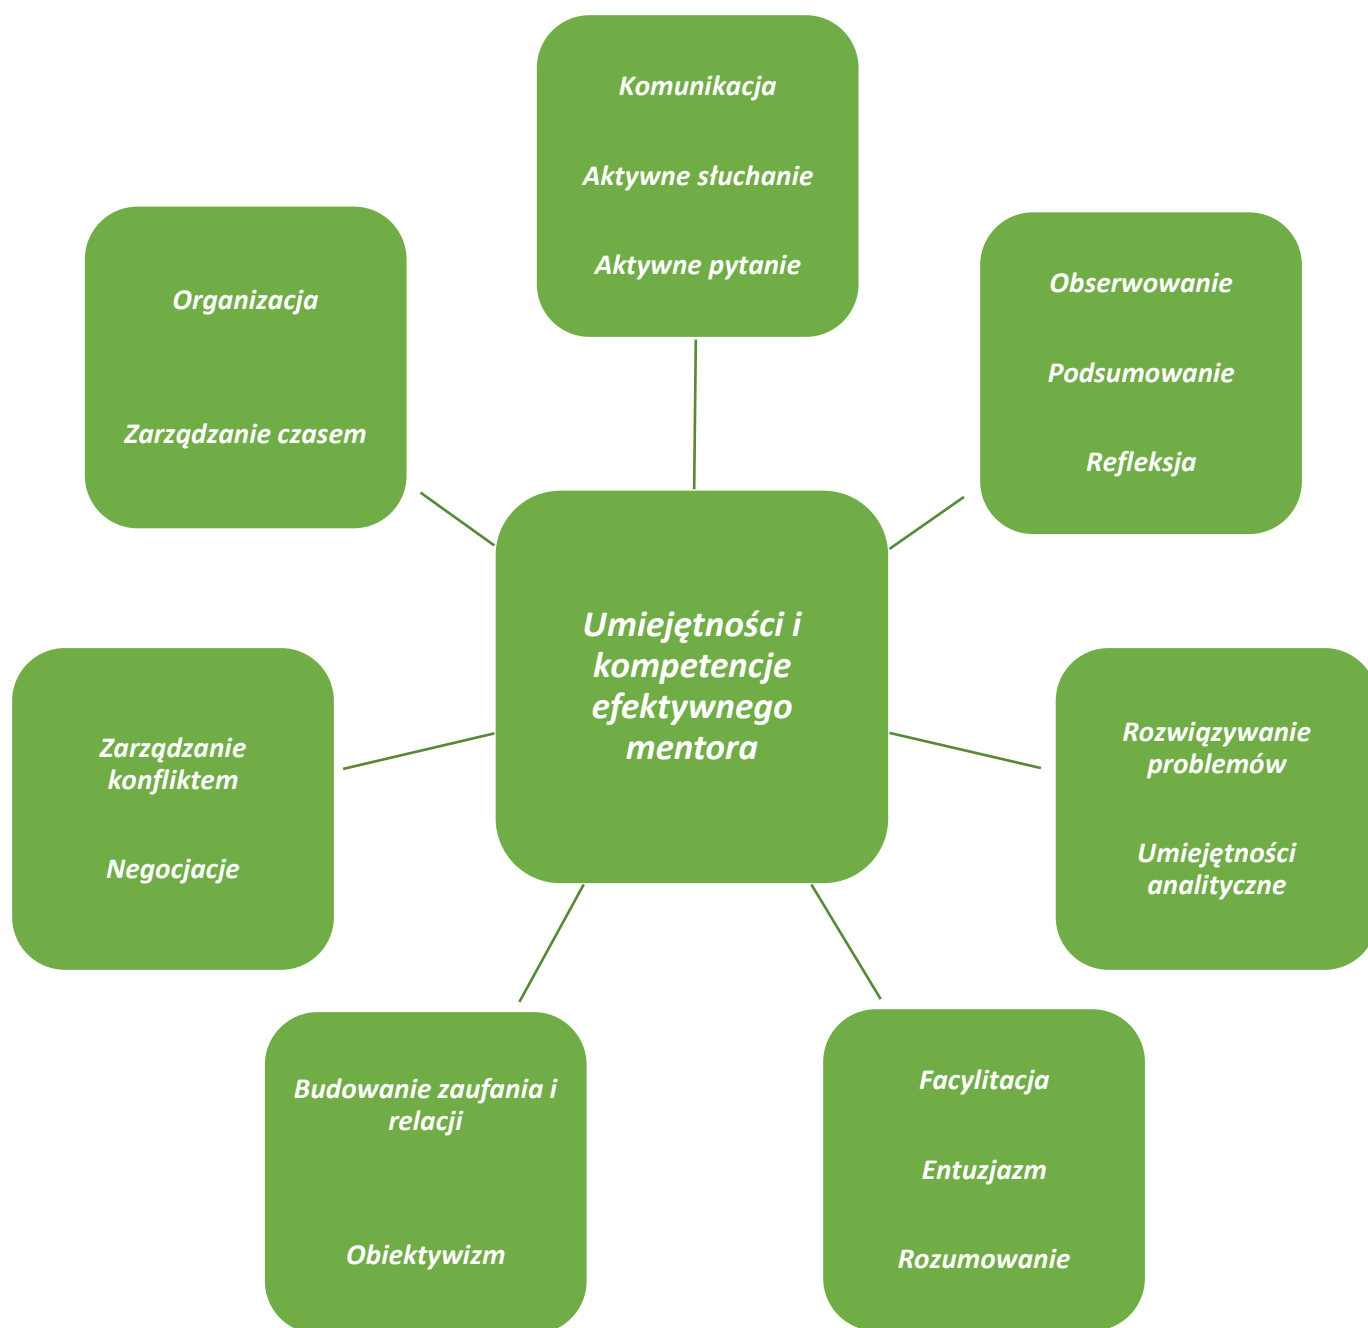 Komunikacja
Aktywne słuchanie
Aktywne pytanie
Organizacja
Zarządzanie czasem
Obserwowanie
Podsumowanie
Refleksja
Umiejętności i
kompetencje
efektywnego
mentora
Zarządzanie
konfliktem
Negocjacje
Rozwiązywanie
problemów
Umiejętności
analityczne
Budowanie zaufania i
relacji
Obiektywizm
Facylitacja
Entuzjazm
Rozumowanie